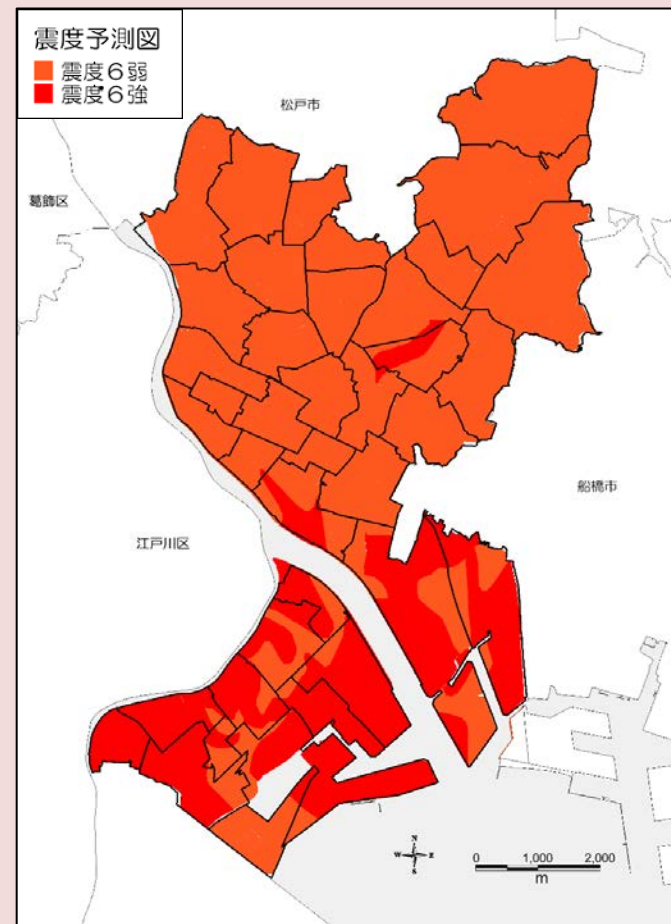 震度予測図
震度６弱
震度６強
松戸市
葛飾区
船橋市
江戸川区
N
W E
S
0 1,000 2,000
m